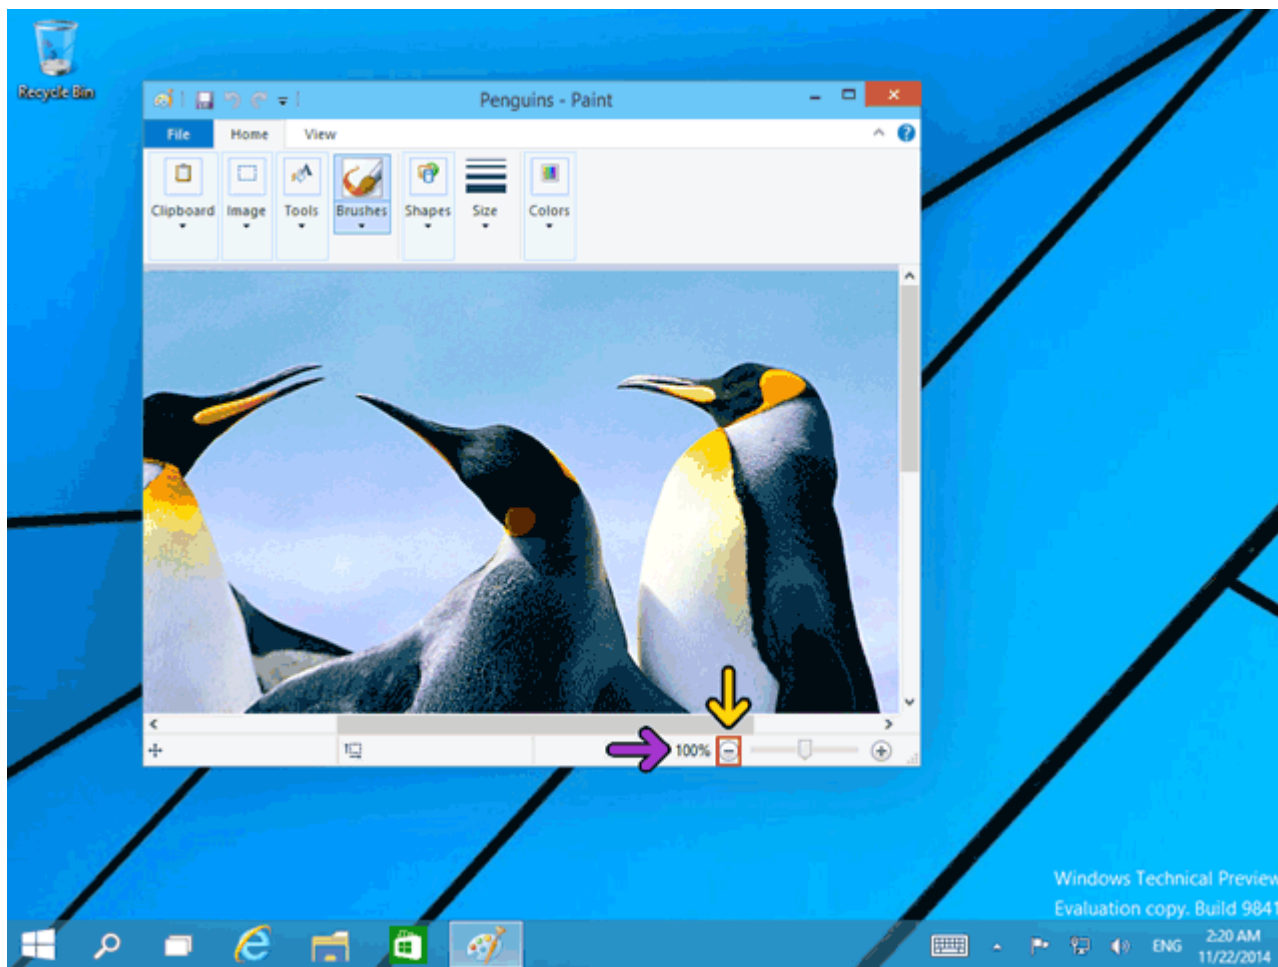 Recycle Bin
Penguins - Paint
File Home View
Clipboard Image Tools Brushes Shapes Size Colors
100%
Windows Technical Preview
Evaluation copy. Build 9841
ENG
2:20 AM
11/22/2014